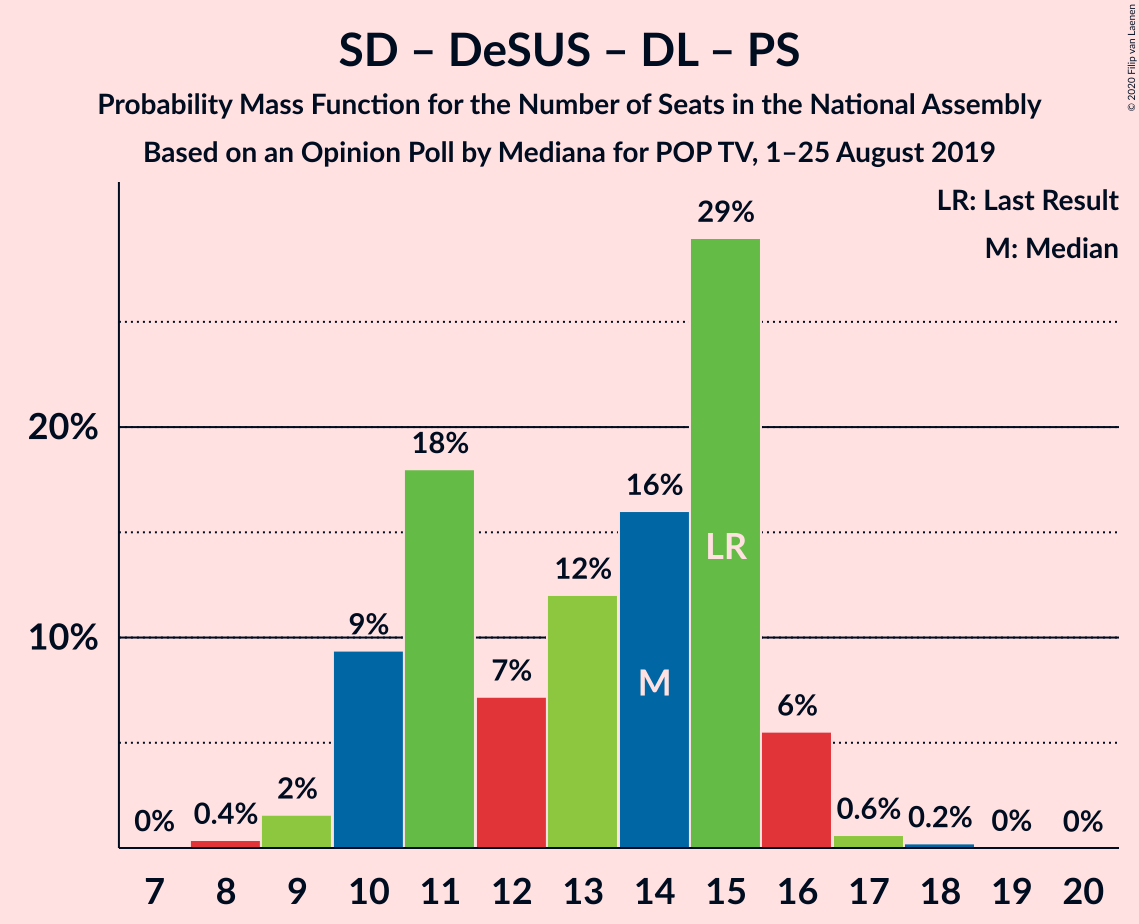 SD – DeSUS – DL – PS
Probability Mass Function for the Number of Seats in the National Assembly
Based on an Opinion Poll by Mediana for POP TV, 1–25 August 2019
© 2020 Filip van Laenen
LR: Last Result
M: Median
20%
10%
0%
0.4%
2%
9%
18%
7%
12%
16%
29%
6%
0.6%
0.2%
0%
0%
M
LR
7 8 9 10 11 12 13 14 15 16 17 18 19 20